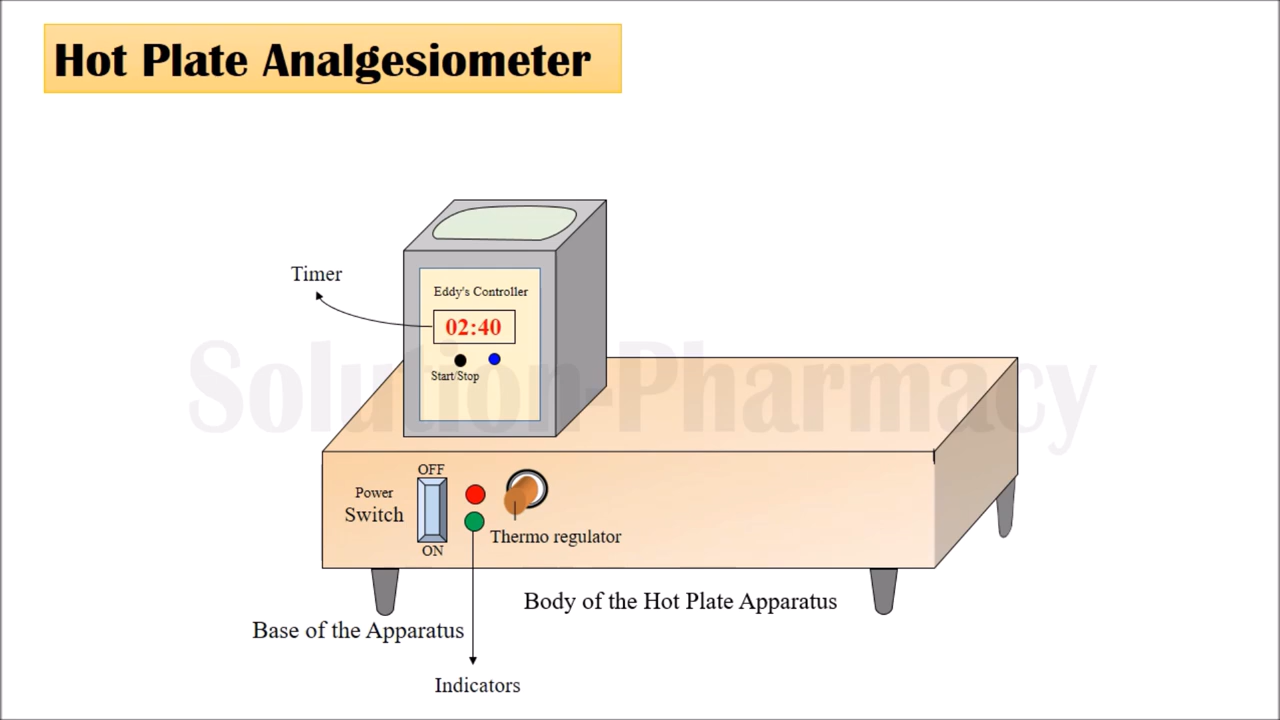 Hot Plate Analgesiometer
Timer
Eddy's Controller
02:40
Start/Stop
Solution-Pharmacy
OFF
Power
Switch
ON
Thermo regulator
Body of the Hot Plate Apparatus
Base of the Apparatus
Indicators